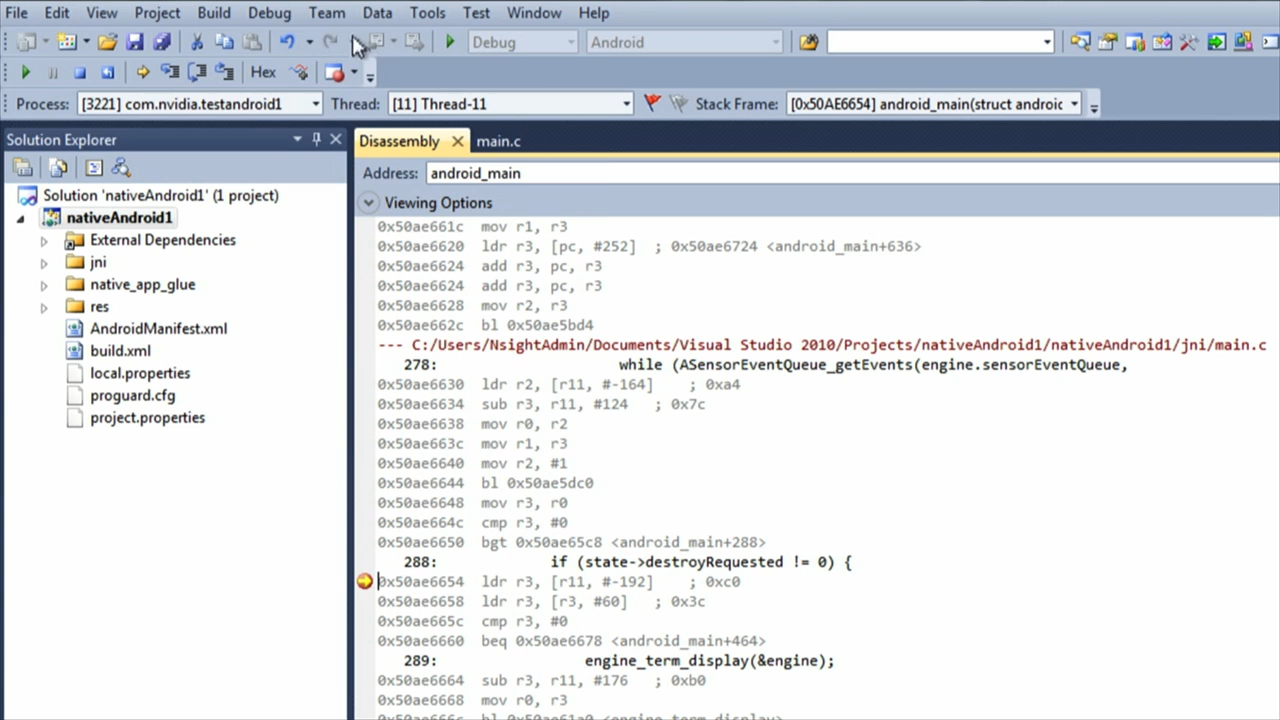 File Edit View Project Build Debug Team Data Tools Test Window Help
Debug Android
Hex
Process: [3221] com.nvidia.testandroid1 Thread: [11] Thread-11 Stack Frame: [0x50AE6654] android_main(struct androic
Solution Explorer
Disassembly main.c
Address: android_main
Viewing Options
Solution 'nativeAndroid1' (1 project)
nativeAndroid1
External Dependencies
jni
native_app_glue
res
AndroidManifest.xml
build.xml
local.properties
proguard.cfg
project.properties
0x50ae661c mov r1, r3
0x50ae6620 ldr r3, [pc, #252] ; 0x50ae6724 <android_main+636>
0x50ae6624 add r3, pc, r3
0x50ae6624 add r3, pc, r3
0x50ae6628 mov r2, r3
0x50ae662c bl 0x50ae5bd4
--- C:/Users/NsightAdmin/Documents/Visual Studio 2010/Projects/nativeAndroid1/nativeAndroid1/jni/main.c
278: while (ASensorEventQueue_getEvents(engine.sensorEventQueue,
0x50ae6630 ldr r2, [r11, #-164] ; 0xa4
0x50ae6634 sub r3, r11, #124 ; 0x7c
0x50ae6638 mov r0, r2
0x50ae663c mov r1, r3
0x50ae6640 mov r2, #1
0x50ae6644 bl 0x50ae5dc0
0x50ae6648 mov r3, r0
0x50ae664c cmp r3, #0
0x50ae6650 bgt 0x50ae65c8 <android_main+288>
288: if (state->destroyRequested != 0) {
0x50ae6654 ldr r3, [r11, #-192] ; 0xc0
0x50ae6658 ldr r3, [r3, #60] ; 0x3c
0x50ae665c cmp r3, #0
0x50ae6660 beq 0x50ae6678 <android_main+464>
289: engine_term_display(&engine);
0x50ae6664 sub r3, r11, #176 ; 0xb0
0x50ae6668 mov r0, r3
0x50ae666c bl 0x50ae61a0 <engine_term_display>